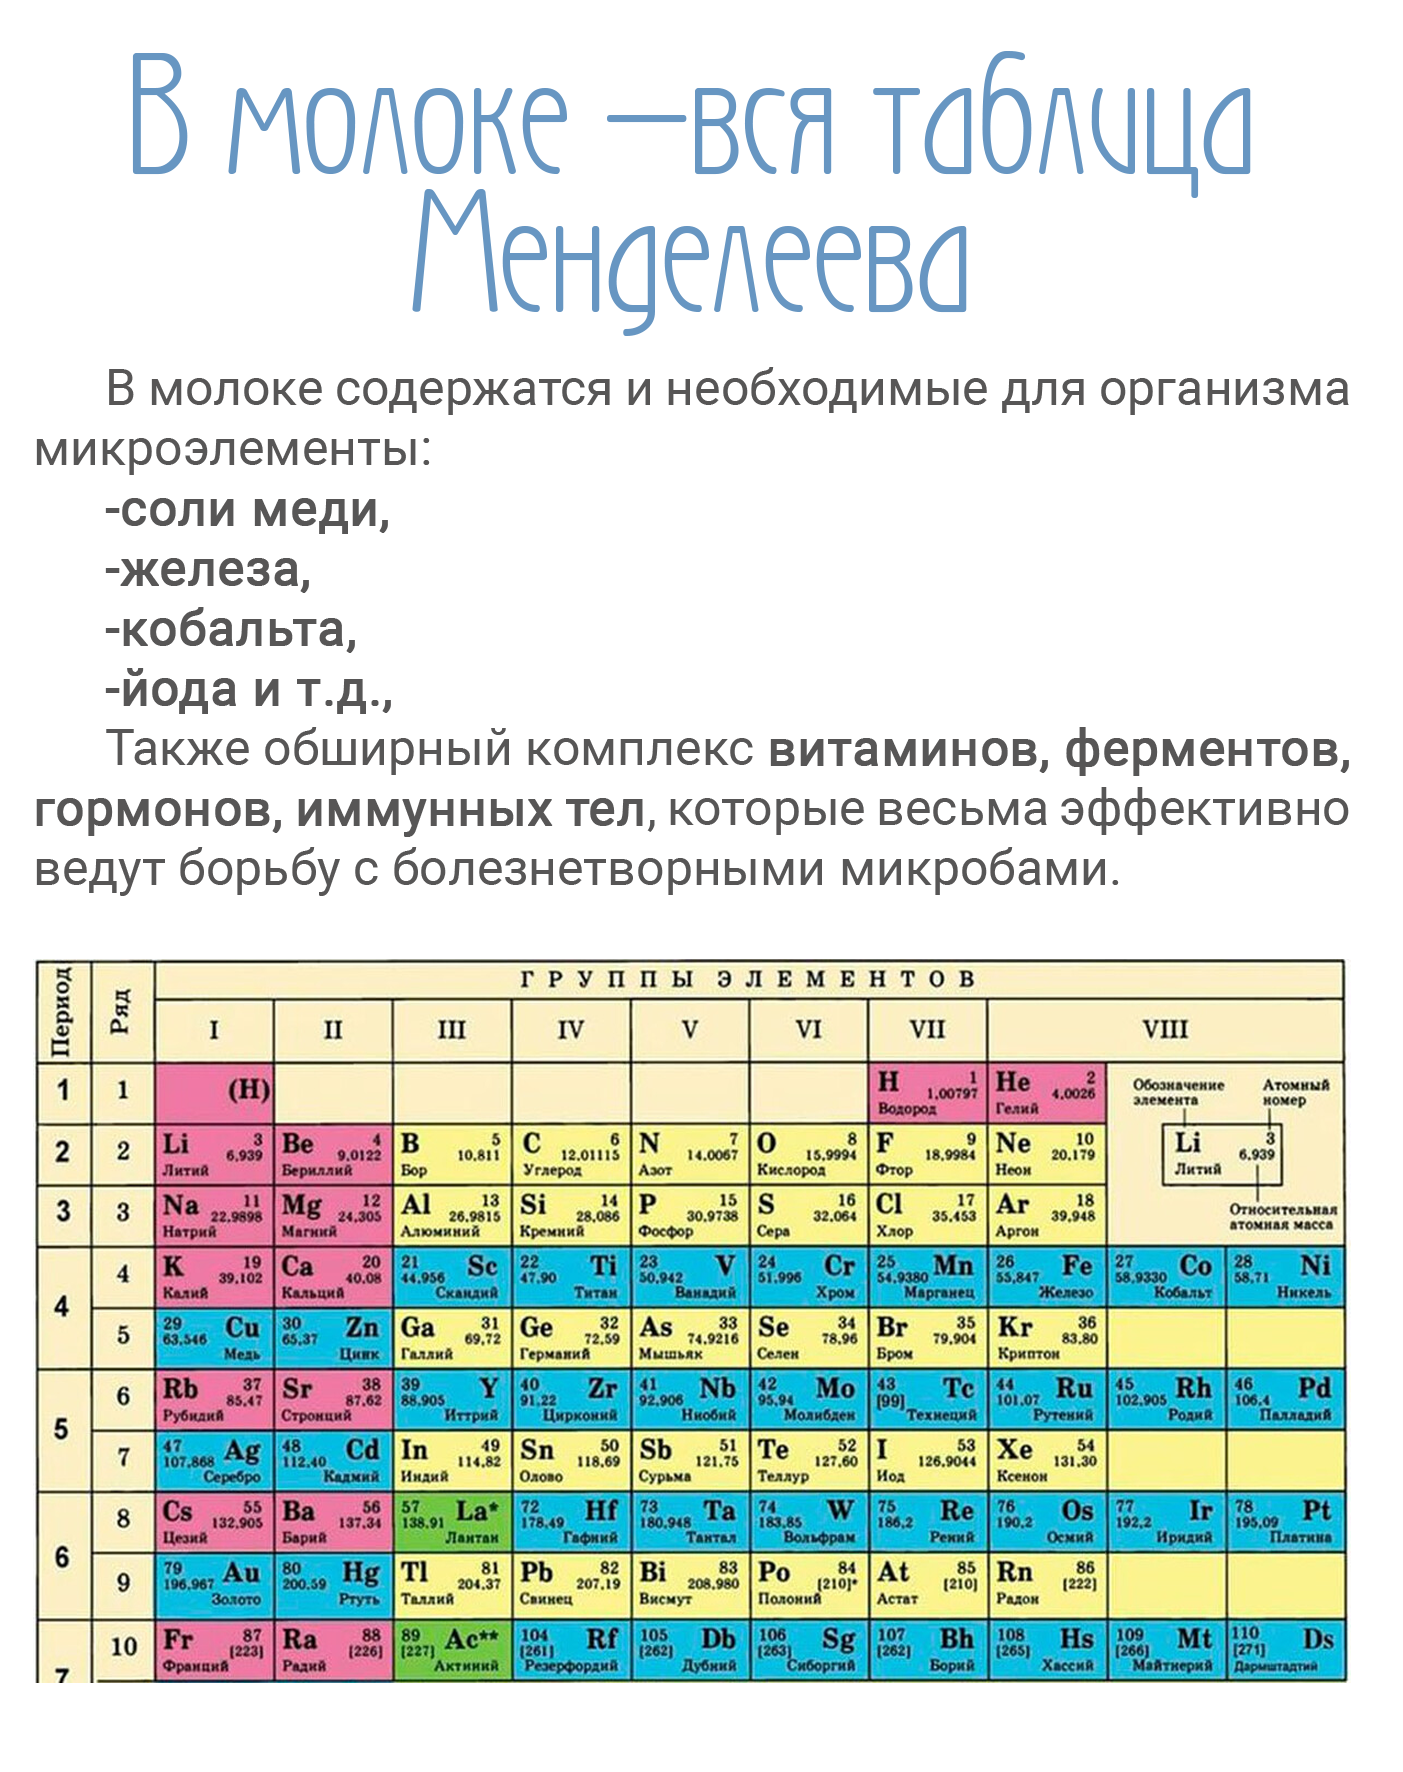 В молоке —вся таблица
Менделеева
В молоке содержатся и необходимые для организма
микроэлементы:
-соли меди,
-железа,
-кобальта,
-йода и т.д.,
Также обширный комплекс витаминов, ферментов,
гормонов, иммунных тел, которые весьма эффективно
ведут борьбу с болезнетворными микробами.
Период Ряд ГРУППЫ ЭЛЕМЕНТОВ
I II III IV V VI VII VIII
1 1 (H) H 1 1,00797 Водород He 2 4,0026 Гелий
Обозначение элемента Атомный номер
Li 3 6,939 Литий
Относительная атомная масса
2 2 Li 3 6,939 Литий Be 4 9,0122 Бериллий B 5 10,811 Бор C 6 12,01115 Углерод N 7 14,0067 Азот O 8 15,9994 Кислород F 9 18,9984 Фтор Ne 10 20,179 Неон
3 3 Na 11 22,9898 Натрий Mg 12 24,305 Магний Al 13 26,9815 Алюминий Si 14 28,086 Кремний P 15 30,9738 Фосфор S 16 32,064 Сера Cl 17 35,453 Хлор Ar 18 39,948 Аргон
4 4 K 19 39,102 Калий Ca 20 40,08 Кальций 21 Sc 44,956 Скандий 22 Ti 47,90 Титан 23 V 50,942 Ванадий 24 Cr 51,996 Хром 25 Mn 54,9380 Марганец 26 Fe 55,847 Железо 27 Co 58,9330 Кобальт 28 Ni 58,71 Никель
5 29 Cu 63,546 Медь 30 Zn 65,37 Цинк Ga 31 69,72 Галлий Ge 32 72,59 Германий As 33 74,9216 Мышьяк Se 34 78,96 Селен Br 35 79,904 Бром Kr 36 83,80 Криптон
5 6 Rb 37 85,47 Рубидий Sr 38 87,62 Стронций 39 Y 88,905 Иттрий 40 Zr 91,22 Цирконий 41 Nb 92,906 Ниобий 42 Mo 95,94 Молибден 43 Tc [99] Технеций 44 Ru 101,07 Рутений 45 Rh 102,905 Родий 46 Pd 106,4 Палладий
7 47 Ag 107,868 Серебро 48 Cd 112,40 Кадмий In 49 114,82 Индий Sn 50 118,69 Олово Sb 51 121,75 Сурьма Te 52 127,60 Теллур I 53 126,9044 Иод Xe 54 131,30 Ксенон
6 8 Cs 55 132,905 Цезий Ba 56 137,34 Барий 57 La* 138,91 Лантан 72 Hf 178,49 Гафний 73 Ta 180,948 Тантал 74 W 183,85 Вольфрам 75 Re 186,2 Рений 76 Os 190,2 Осмий 77 Ir 192,2 Иридий 78 Pt 195,09 Платина
9 79 Au 196,967 Золото 80 Hg 200,59 Ртуть Tl 81 204,37 Таллий Pb 82 207,19 Свинец Bi 83 208,980 Висмут Po 84 [210]* Полоний At 85 [210] Астат Rn 86 [222] Радон
7 10 Fr 87 [223] Франций Ra 88 [226] Радий 89 Ac** [227] Актиний 104 Rf [261] Резерфордий 105 Db [262] Дубний 106 Sg [263] Сиборгий 107 Bh [262] Борий 108 Hs [265] Хассий 109 Mt [266] Майтнерий 110 Ds [271] Дармштадтий